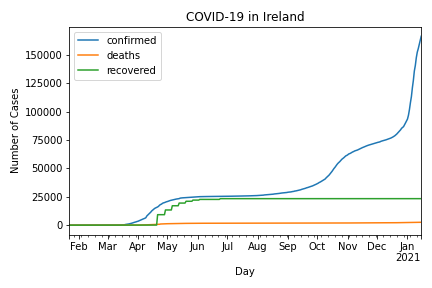 COVID-19 in Ireland
confirmed
deaths
recovered
Number of Cases
150000
125000
100000
75000
50000
25000
0
Feb Mar Apr May Jun Jul Aug Sep Oct Nov Dec Jan
2021
Day